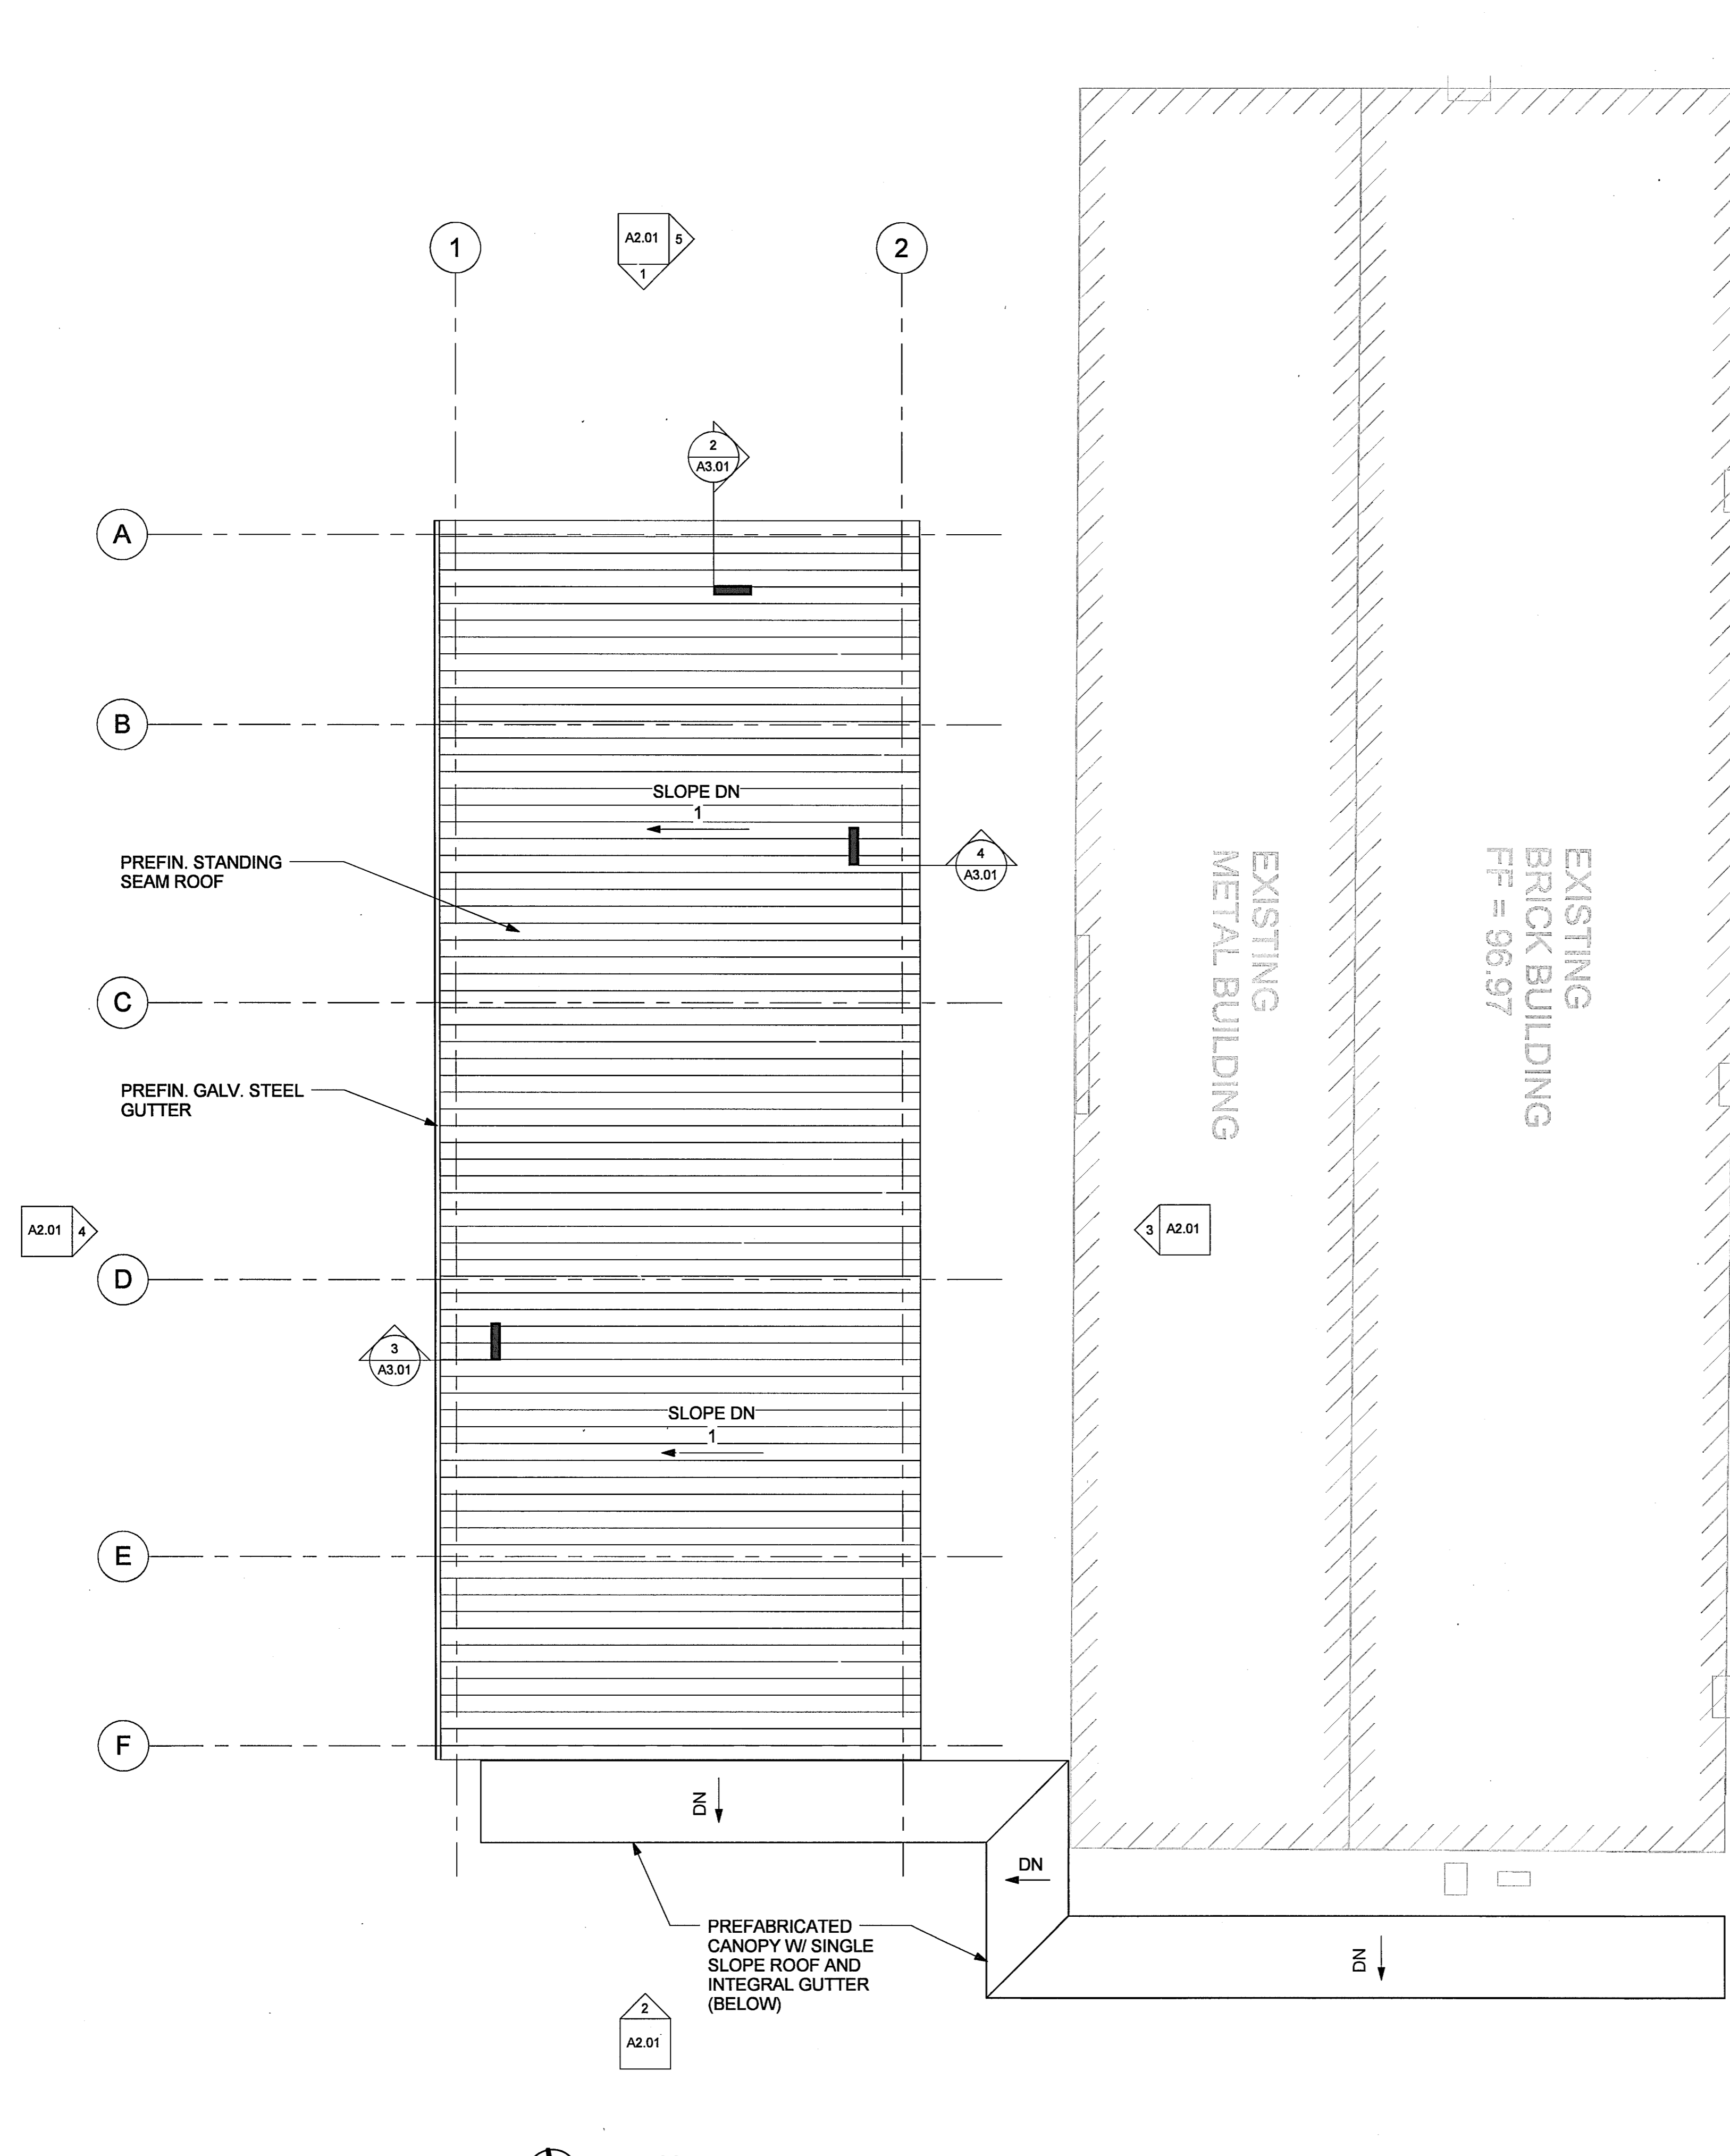 A2.01 5
1
1
2
2
A3.01
A
B
SLOPE DN
1
4
A3.01
PREFIN. STANDING
SEAM ROOF
EXISTING
METAL BUILDING
EXISTING
BRICK BUILDING
FF = 96.97
C
PREFIN. GALV. STEEL
GUTTER
A2.01 4
3 A2.01
D
3
A3.01
SLOPE DN
1
E
F
DN
DN
DN
PREFABRICATED
CANOPY W/ SINGLE
SLOPE ROOF AND
INTEGRAL GUTTER
(BELOW)
2
A2.01